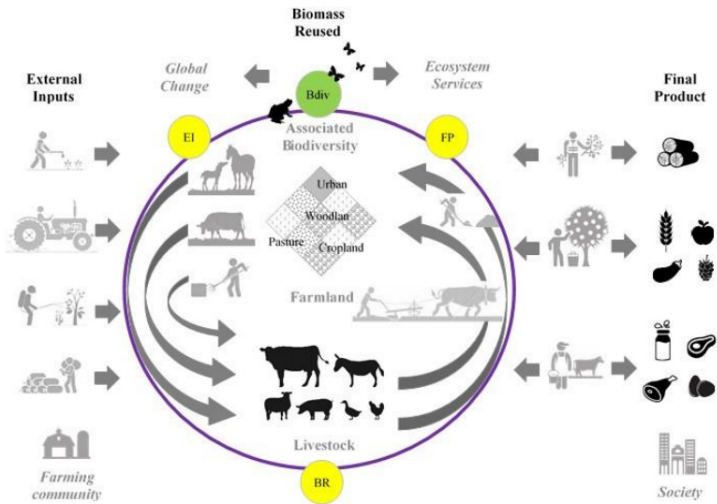 Biomass
Reused
External
Inputs
Global
Change
Ecosystem
Services
Final
Product
Bdiv
EI
Associated
Biodiversity
FP
Urban
Woodlan
Pasture
Cropland
Farmland
Livestock
BR
Farming
community
Society